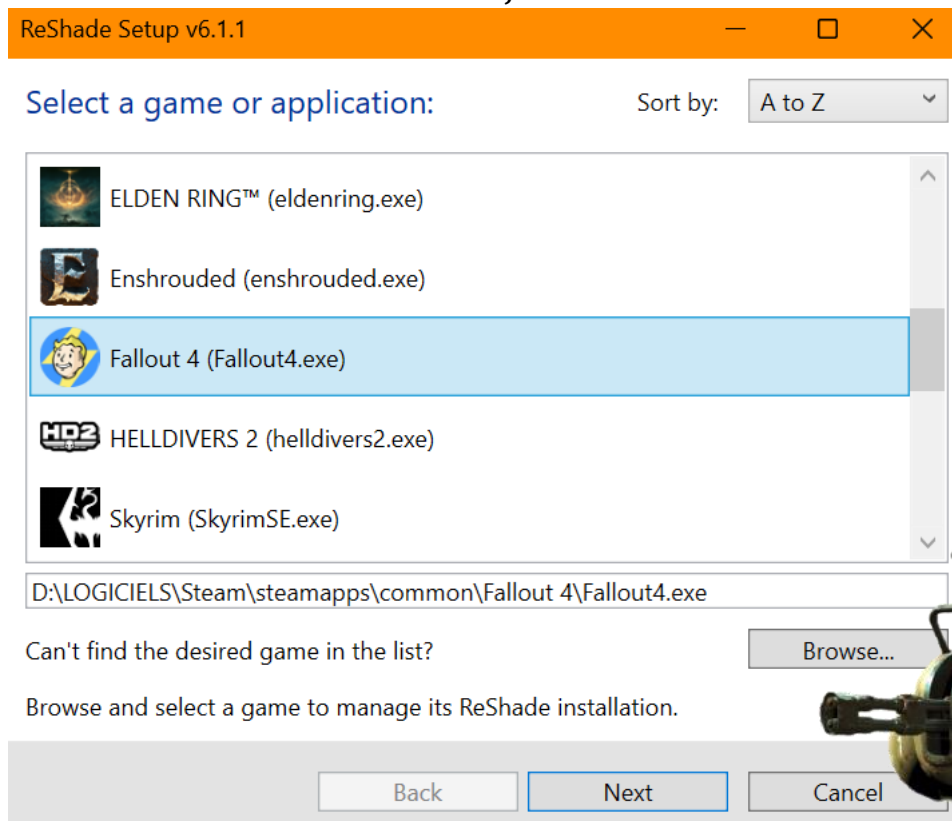 ReShade Setup v6.1.1
Select a game or application:
Sort by:
A to Z
ELDEN RING™ (eldenring.exe)
Enshrouded (enshrouded.exe)
Fallout 4 (Fallout4.exe)
HD2
HELLDIVERS 2 (helldivers2.exe)
Skyrim (SkyrimSE.exe)
D:\LOGICIELS\Steam\steamapps\common\Fallout 4\Fallout4.exe
Can't find the desired game in the list?
Browse...
Browse and select a game to manage its ReShade installation.
Back
Next
Cancel